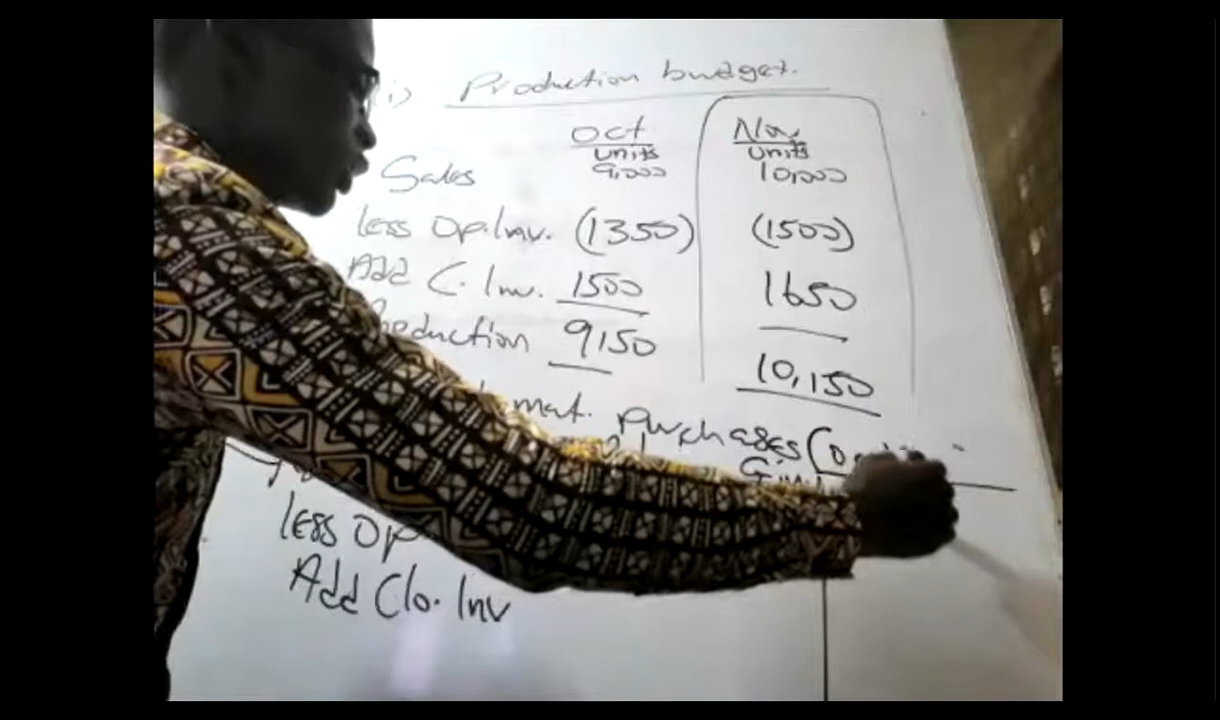 (i) Production budget.
Oct Nov
units units
Sales 9,000 10,000
less Op. Inv. (1350) (1500)
Add C. Inv. 1500 1650
Production 9150 10,150
mat. Purchases
less Op
Add Clo. Inv